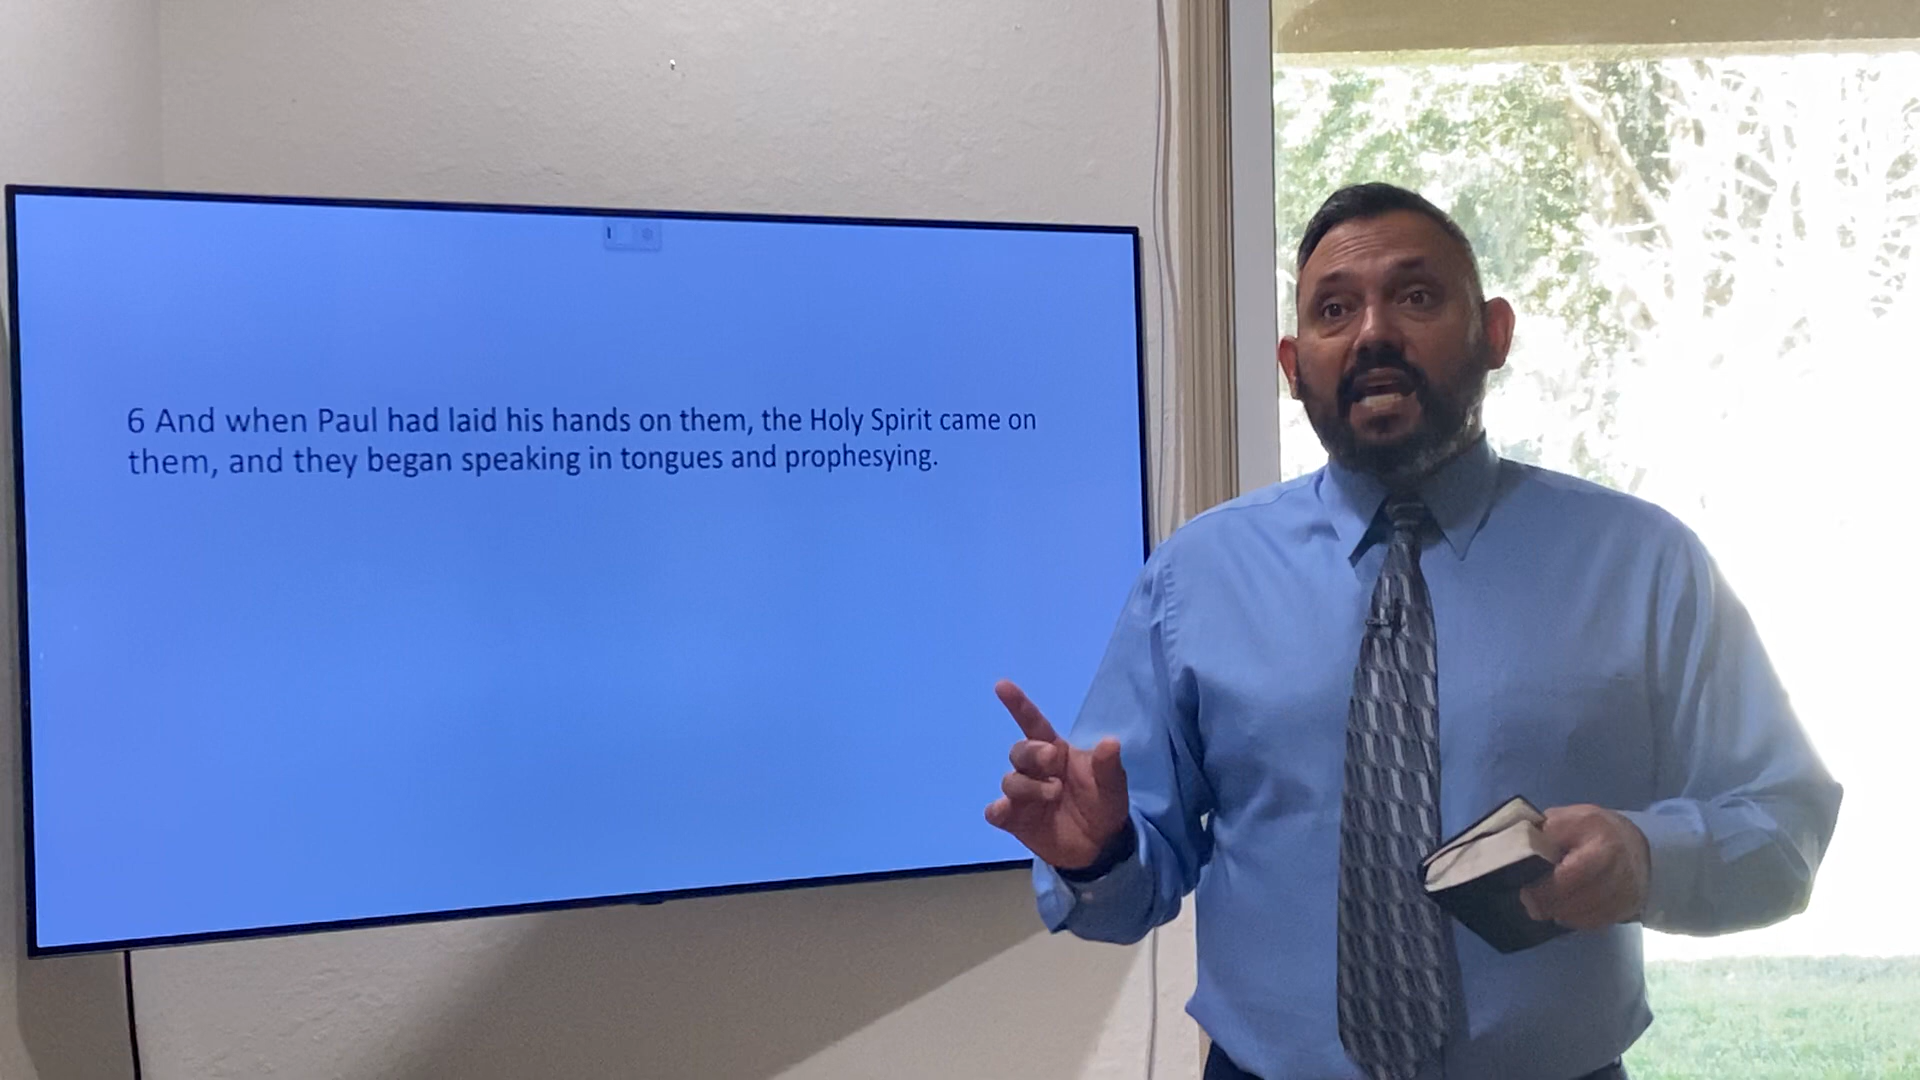 6 And when Paul had laid his hands on them, the Holy Spirit came on
them, and they began speaking in tongues and prophesying.